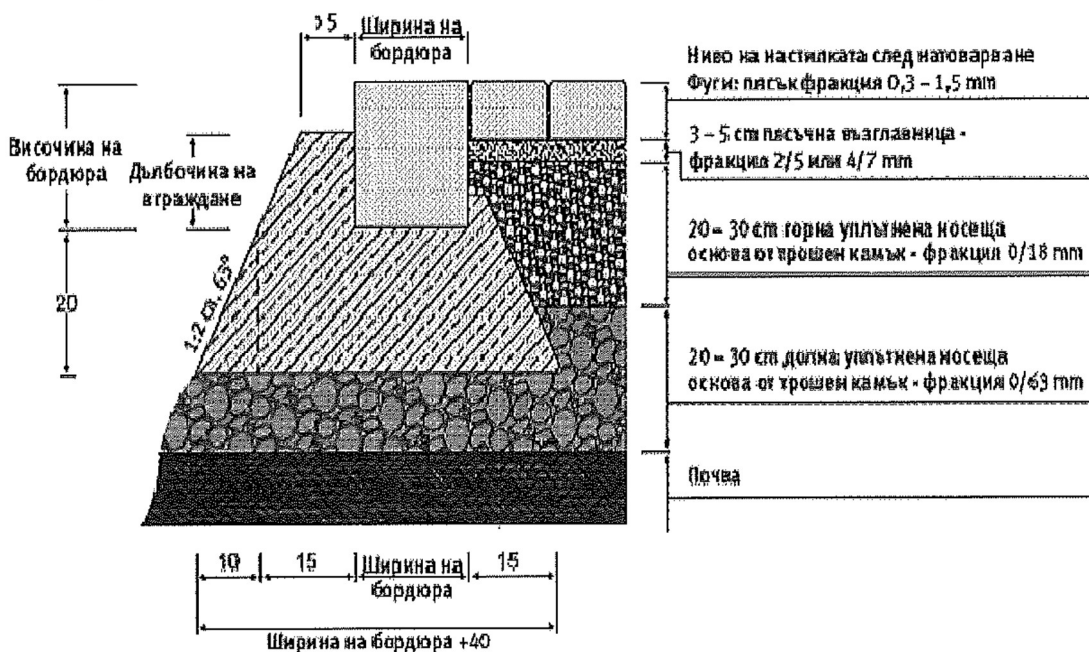 35
Ширина на
бордюра
Ниво на настилката след натоварване
Фуги: пясък фракция 0,3 – 1,5 mm
Височина на
бордюра
Дълбочина на
вграждане
3 – 5 cm пясъчна възглавница -
фракция 2/5 или 4/7 mm
20 – 30 cm горна уплътнена носеща
основа от трошен камък - фракция 0/18 mm
20
1:2 св. 63°
20 – 30 cm долна уплътнена носеща
основа от трошен камък - фракция 0/63 mm
Почва
10
15
Ширина на
бордюра
15
Ширина на бордюра +40